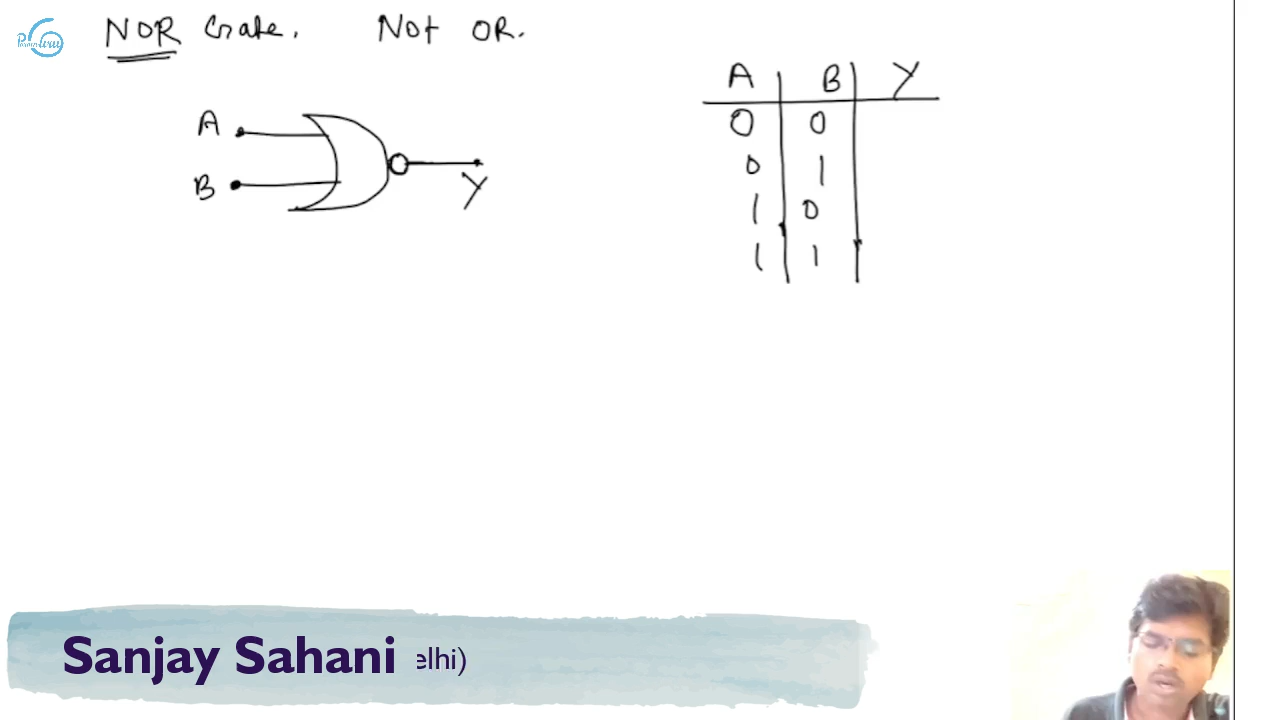 NOR Gate. Not OR.
A
B
Y
A B Y
0 0
0 1
1 0
1 1
Sanjay Sahani elhi)